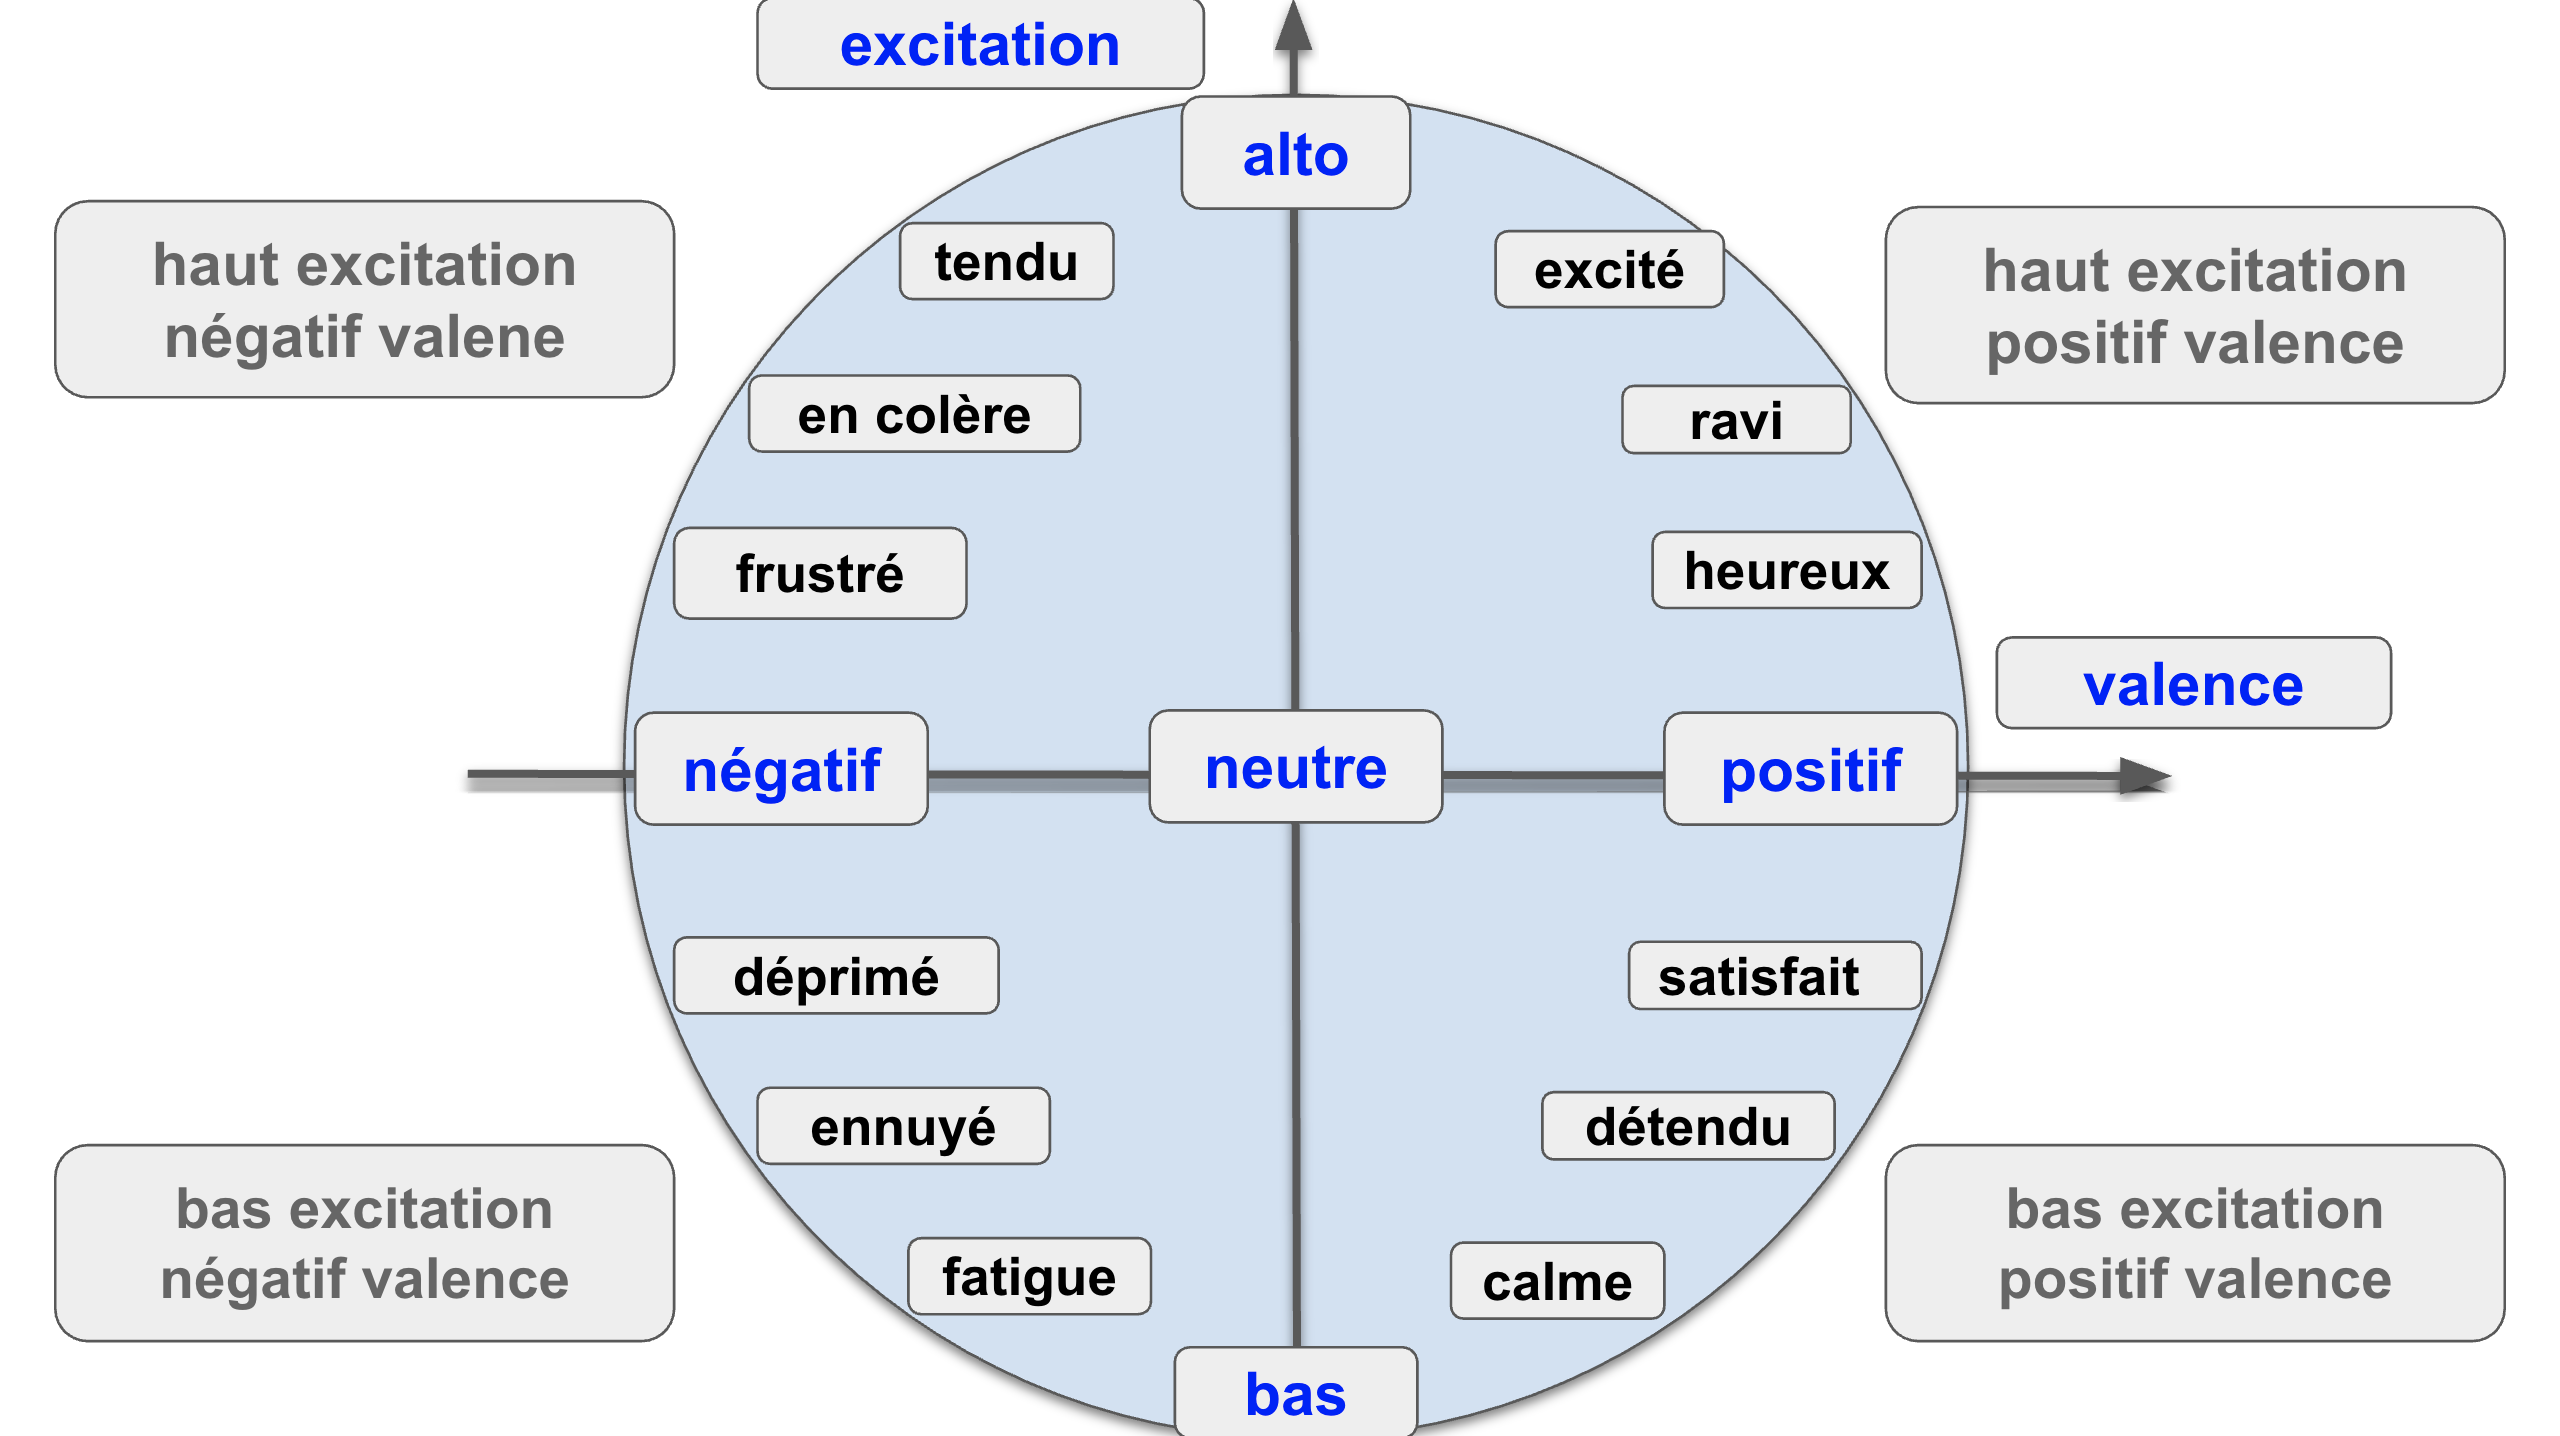 excitation
alto
haut excitation
négatif valene
tendu
excité
haut excitation
positif valence
en colère
ravi
frustré
heureux
valence
négatif
neutre
positif
déprimé
satisfait
ennuyé
détendu
bas excitation
négatif valence
fatigue
calme
bas excitation
positif valence
bas